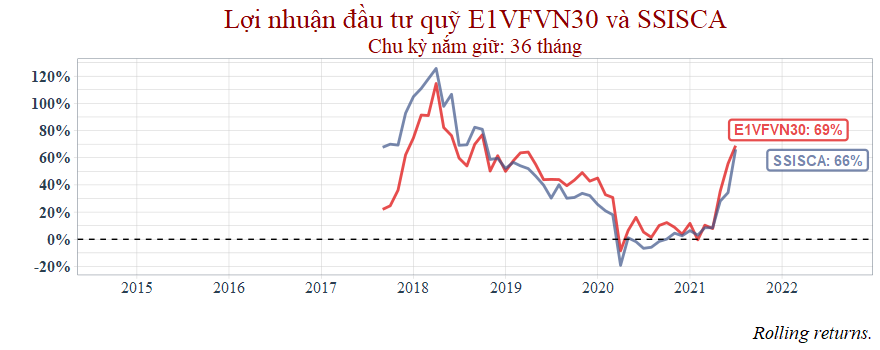 Lợi nhuận đầu tư quỹ E1VFVN30 và SSISCA
Chu kỳ nắm giữ: 36 tháng
120%
100%
80%
60%
40%
20%
0%
-20%
E1VFVN30: 69%
SSISCA: 66%
2015 2016 2017 2018 2019 2020 2021 2022
Rolling returns.